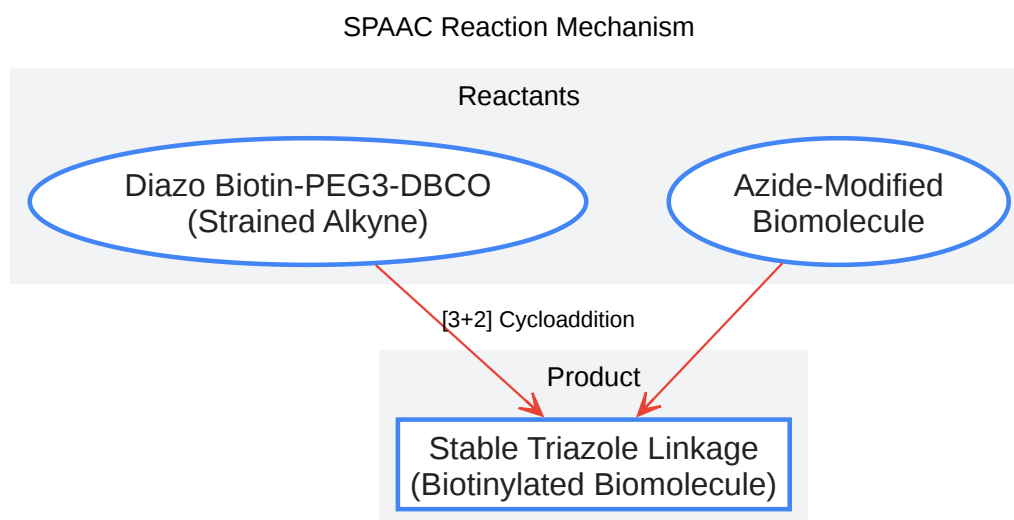 SPAAC Reaction Mechanism
Reactants
Diazo Biotin-PEG3-DBCO
(Strained Alkyne)
Azide-Modified
Biomolecule
[3+2] Cycloaddition
Product
Stable Triazole Linkage
(Biotinylated Biomolecule)